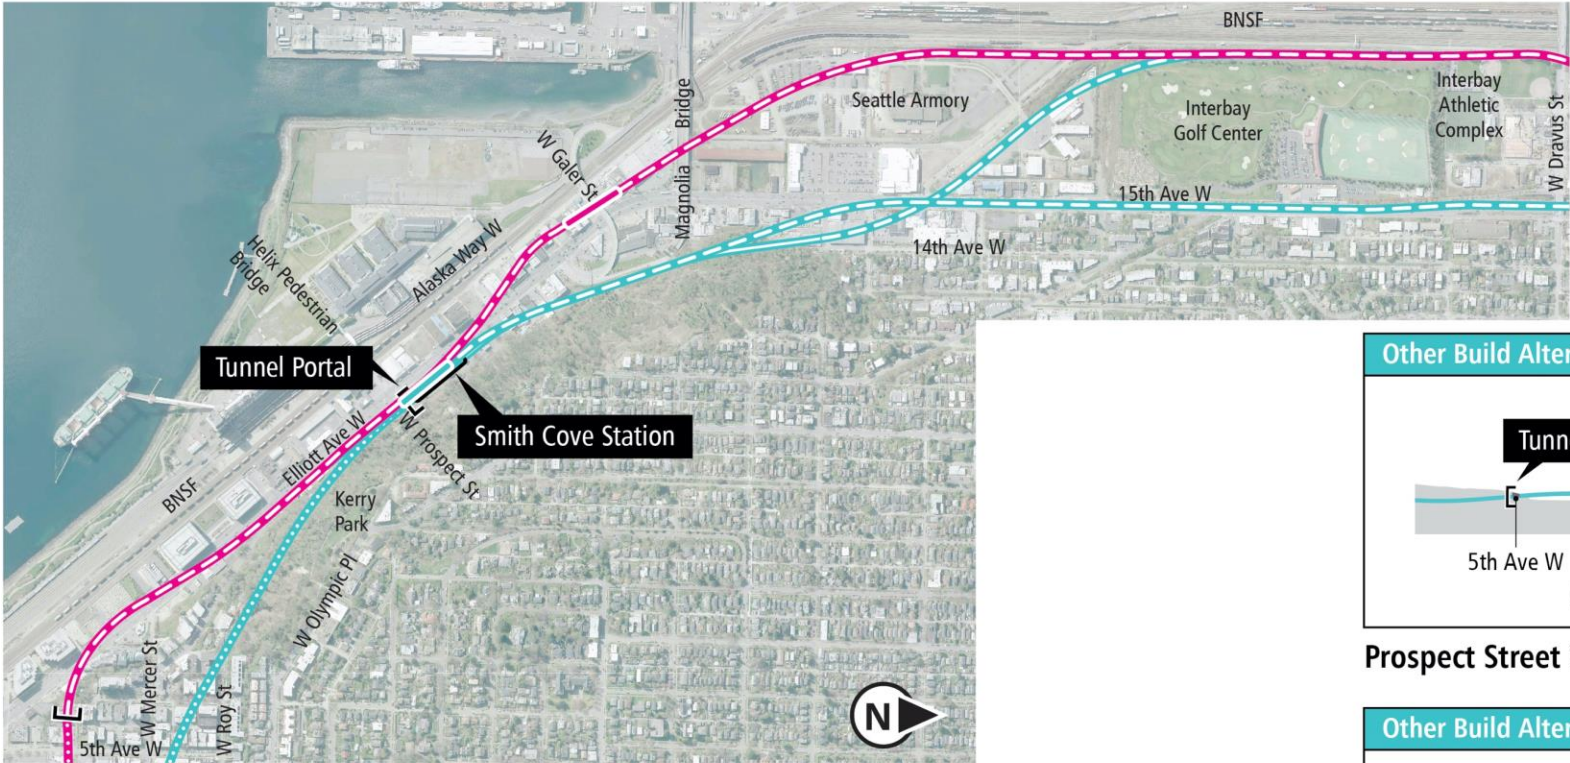 BNSF
Bridge
Seattle Armory
Interbay
Golf Center
Interbay
Athletic
Complex
W Dravus St
W Galer St
Magnolia
15th Ave W
14th Ave W
Helix Pedestrian
Bridge
Alaska Way W
Tunnel Portal
Smith Cove Station
W Prospect St
Elliott Ave W
BNSF
Kerry
Park
W Olympic Pl
W Mercer St
W Roy St
5th Ave W
N
Other Build Alter
Tunn
5th Ave W
Prospect Street
Other Build Alter